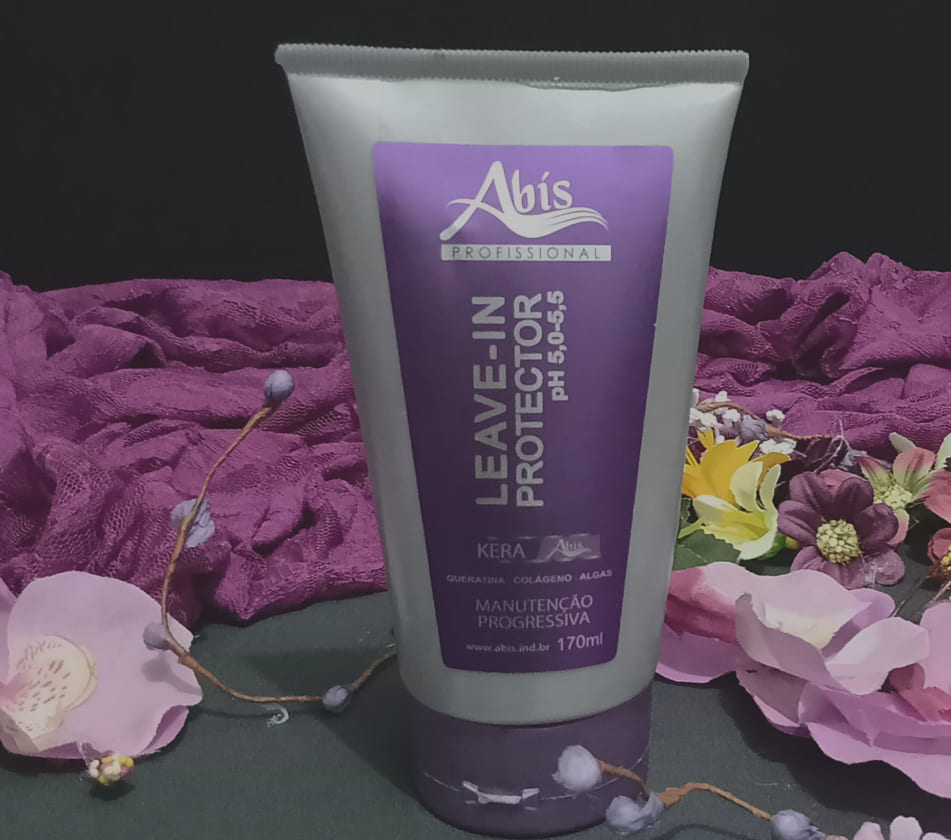 Abís
PROFISSIONAL
LEAVE-IN
PROTECTOR
pH 5,0-5,5
KERA Abís
QUERATINA . COLÁGENO . ALGAS
MANUTENÇÃO
PROGRESSIVA
www.abis.ind.br 170ml